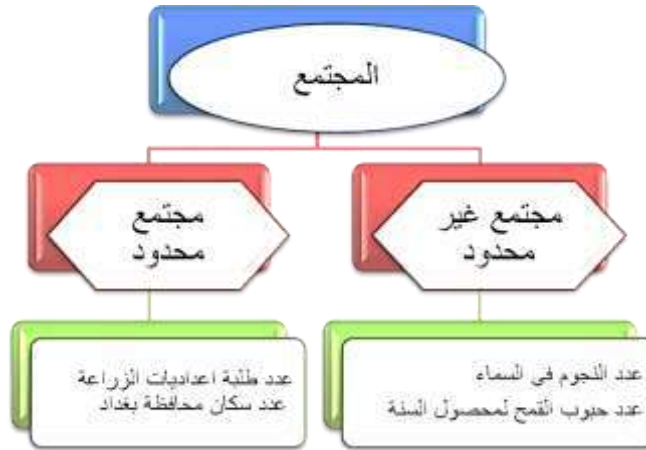 المجتمع
مجتمع غير
محدود
مجتمع
محدود
عدد النجوم في السماء
عدد حبوب القمح لمحصول السنة
عدد طلبة اعداديات الزراعة
عدد سكان محافظة بغداد